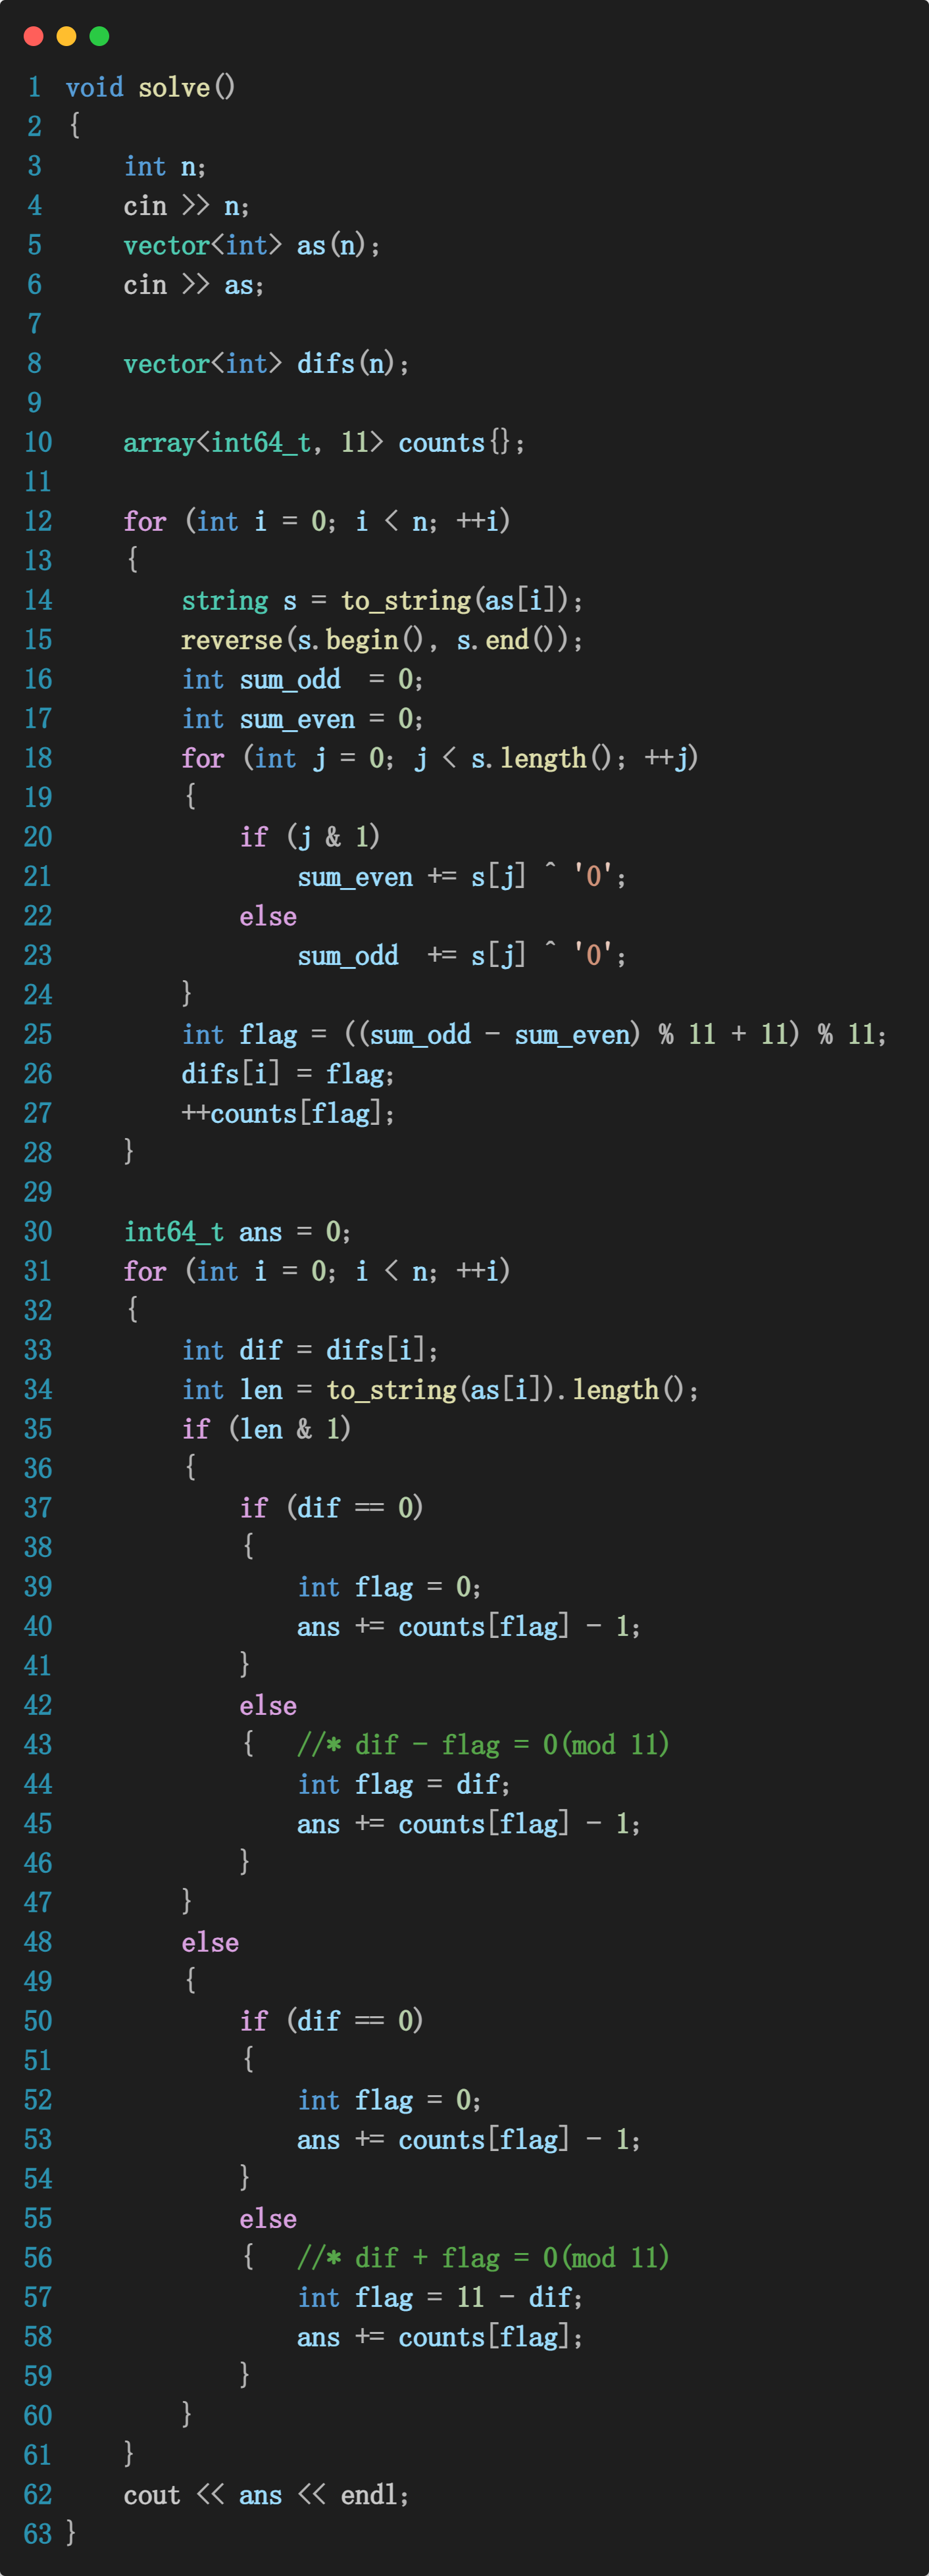 1 void solve()
2 {
3     int n;
4     cin >> n;
5     vector<int> as(n);
6     cin >> as;
7
8     vector<int> difs(n);
9
10     array<int64_t, 11> counts{};
11
12     for (int i = 0; i < n; ++i)
13     {
14         string s = to_string(as[i]);
15         reverse(s.begin(), s.end());
16         int sum_odd  = 0;
17         int sum_even = 0;
18         for (int j = 0; j < s.length(); ++j)
19         {
20             if (j & 1)
21                 sum_even += s[j] ^ '0';
22             else
23                 sum_odd  += s[j] ^ '0';
24         }
25         int flag = ((sum_odd - sum_even) % 11 + 11) % 11;
26         difs[i] = flag;
27         ++counts[flag];
28     }
29
30     int64_t ans = 0;
31     for (int i = 0; i < n; ++i)
32     {
33         int dif = difs[i];
34         int len = to_string(as[i]).length();
35         if (len & 1)
36         {
37             if (dif == 0)
38             {
39                 int flag = 0;
40                 ans += counts[flag] - 1;
41             }
42             else
43             {   //* dif - flag = 0(mod 11)
44                 int flag = dif;
45                 ans += counts[flag] - 1;
46             }
47         }
48         else
49         {
50             if (dif == 0)
51             {
52                 int flag = 0;
53                 ans += counts[flag] - 1;
54             }
55             else
56             {   //* dif + flag = 0(mod 11)
57                 int flag = 11 - dif;
58                 ans += counts[flag];
59             }
60         }
61     }
62     cout << ans << endl;
63 }